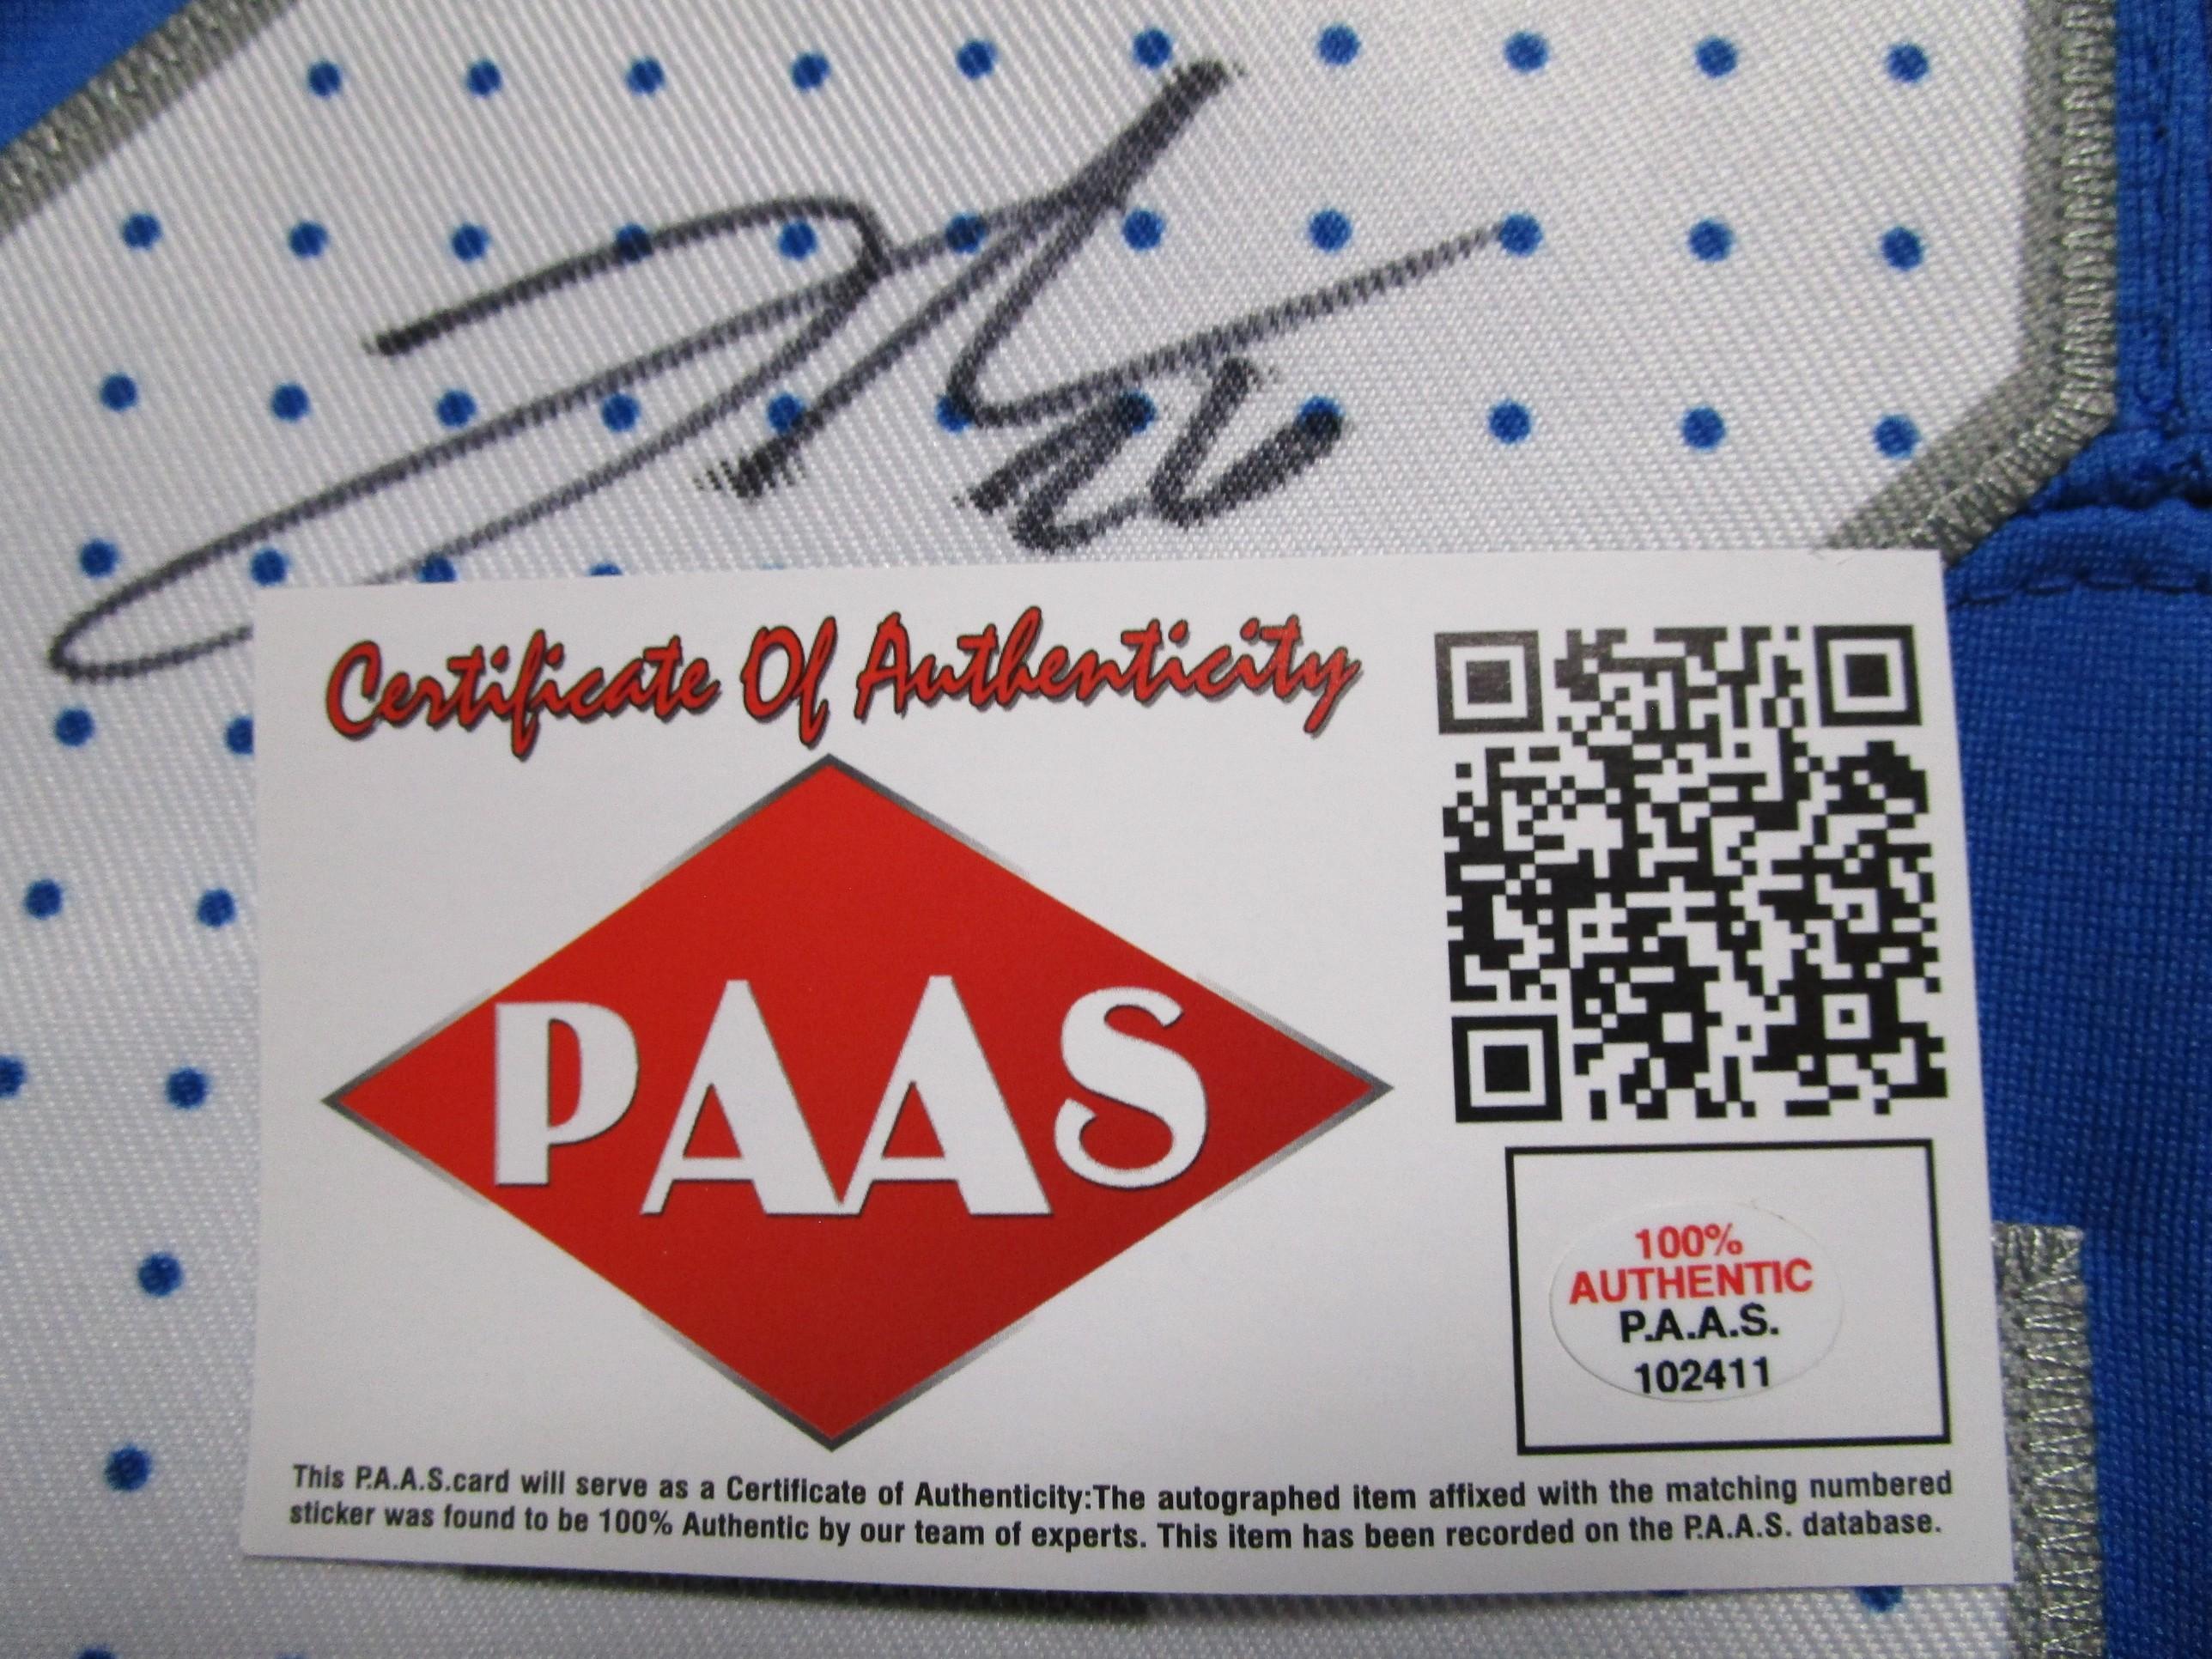 26
Certificate Of Authenticity
PAAS
100%
AUTHENTIC
P.A.A.S.
102411
This P.A.A.S.card will serve as a Certificate of Authenticity:The autographed item affixed with the matching numbered
sticker was found to be 100% Authentic by our team of experts. This item has been recorded on the P.A.A.S. database.